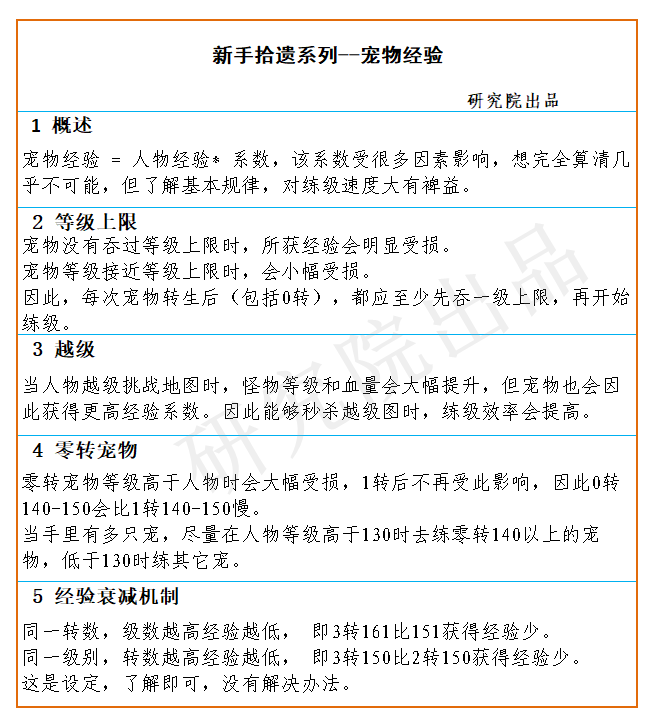 新手拾遗系列--宠物经验
研究院出品
1 概述
宠物经验 = 人物经验* 系数，该系数受很多因素影响，想完全算清几
乎不可能，但了解基本规律，对练级速度大有裨益。
2 等级上限
宠物没有吞过等级上限时，所获经验会明显受损。
宠物等级接近等级上限时，会小幅受损。
因此，每次宠物转生后（包括0转），都应至少先吞一级上限，再开始
练级。
3 越级
当人物越级挑战地图时，怪物等级和血量会大幅提升，但宠物也会因
此获得更高经验系数。因此能够秒杀越级图时，练级效率会提高。
4 零转宠物
零转宠物等级高于人物时会大幅受损，1转后不再受此影响，因此0转
140-150会比1转140-150慢。
当手里有多只宠，尽量在人物等级高于130时去练零转140以上的宠
物，低于130时练其它宠。
5 经验衰减机制
同一转数，级数越高经验越低， 即3转161比151获得经验少。
同一级别，转数越高经验越低， 即3转150比2转150获得经验少。
这是设定，了解即可，没有解决办法。
研究院出品